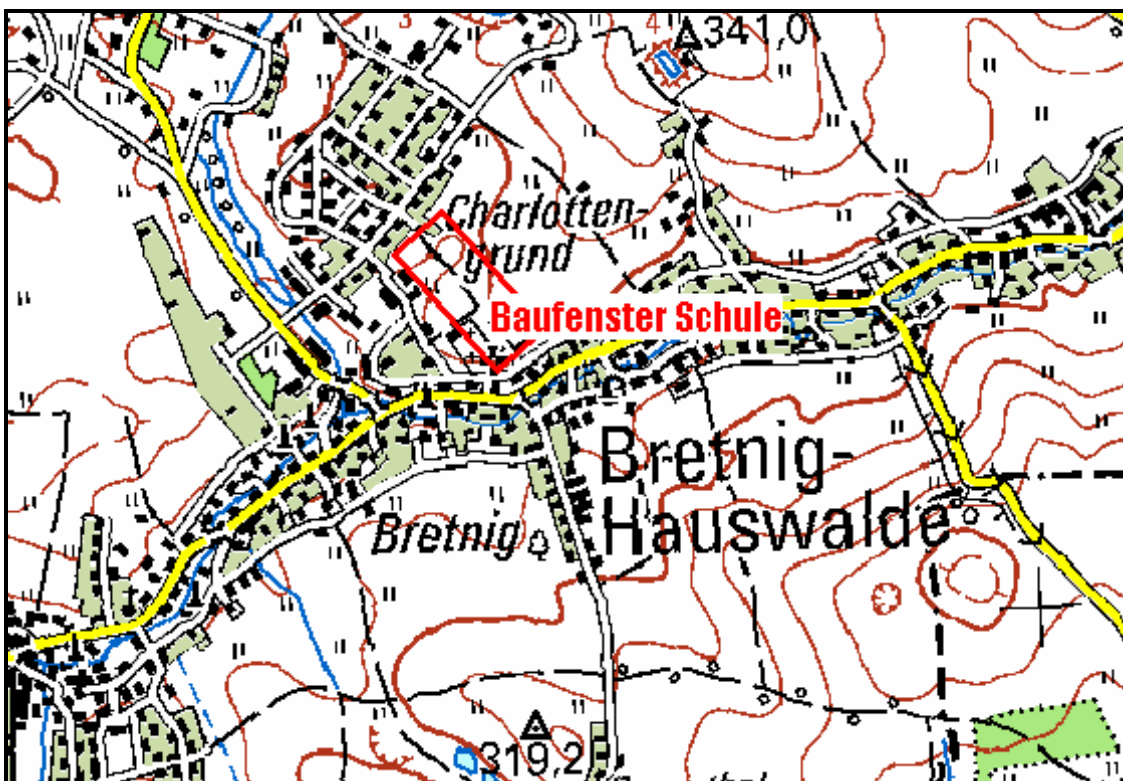 341,0
Charlotten-
grund
Baufenster Schule
Bretnig-
Hauswalde
Bretnig
319,2